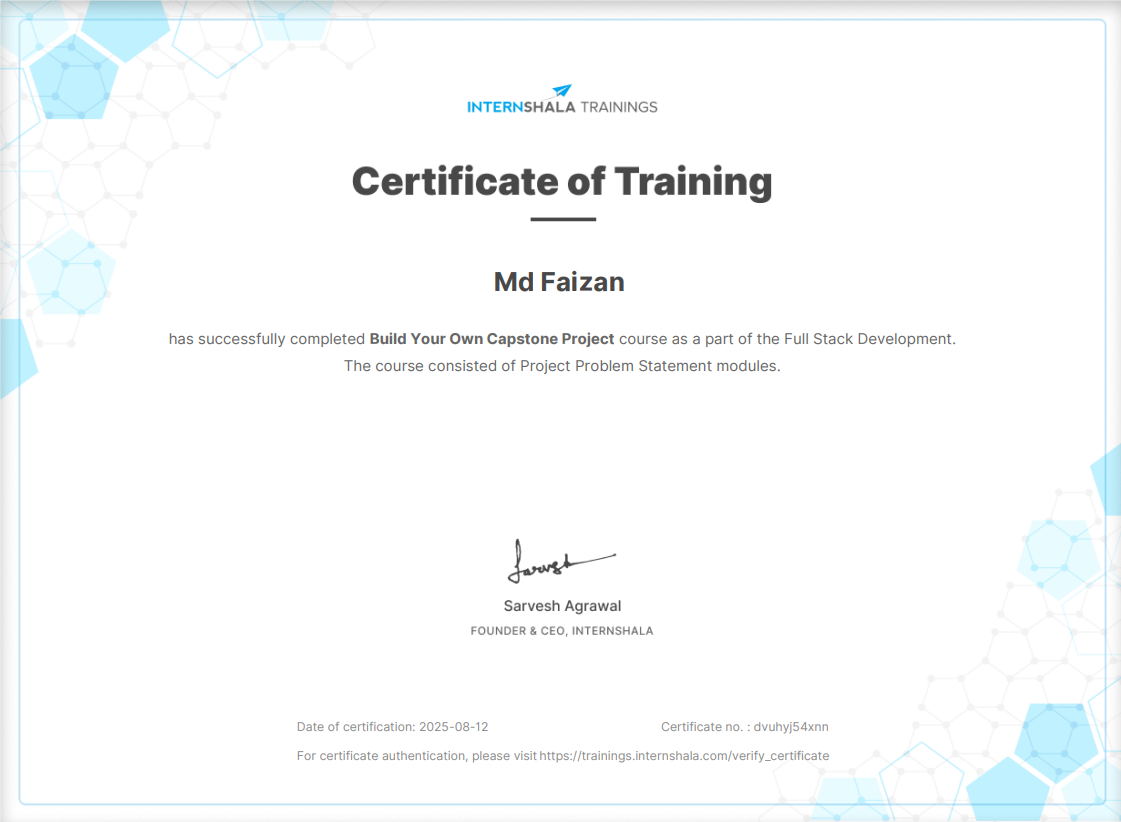 INTERNSHALA TRAININGS
Certificate of Training
Md Faizan
has successfully completed Build Your Own Capstone Project course as a part of the Full Stack Development.
The course consisted of Project Problem Statement modules.
Sarvesh
Sarvesh Agrawal
FOUNDER & CEO, INTERNSHALA
Date of certification: 2025-08-12 Certificate no. : dvuhyj54xnn
For certificate authentication, please visit https://trainings.internshala.com/verify_certificate